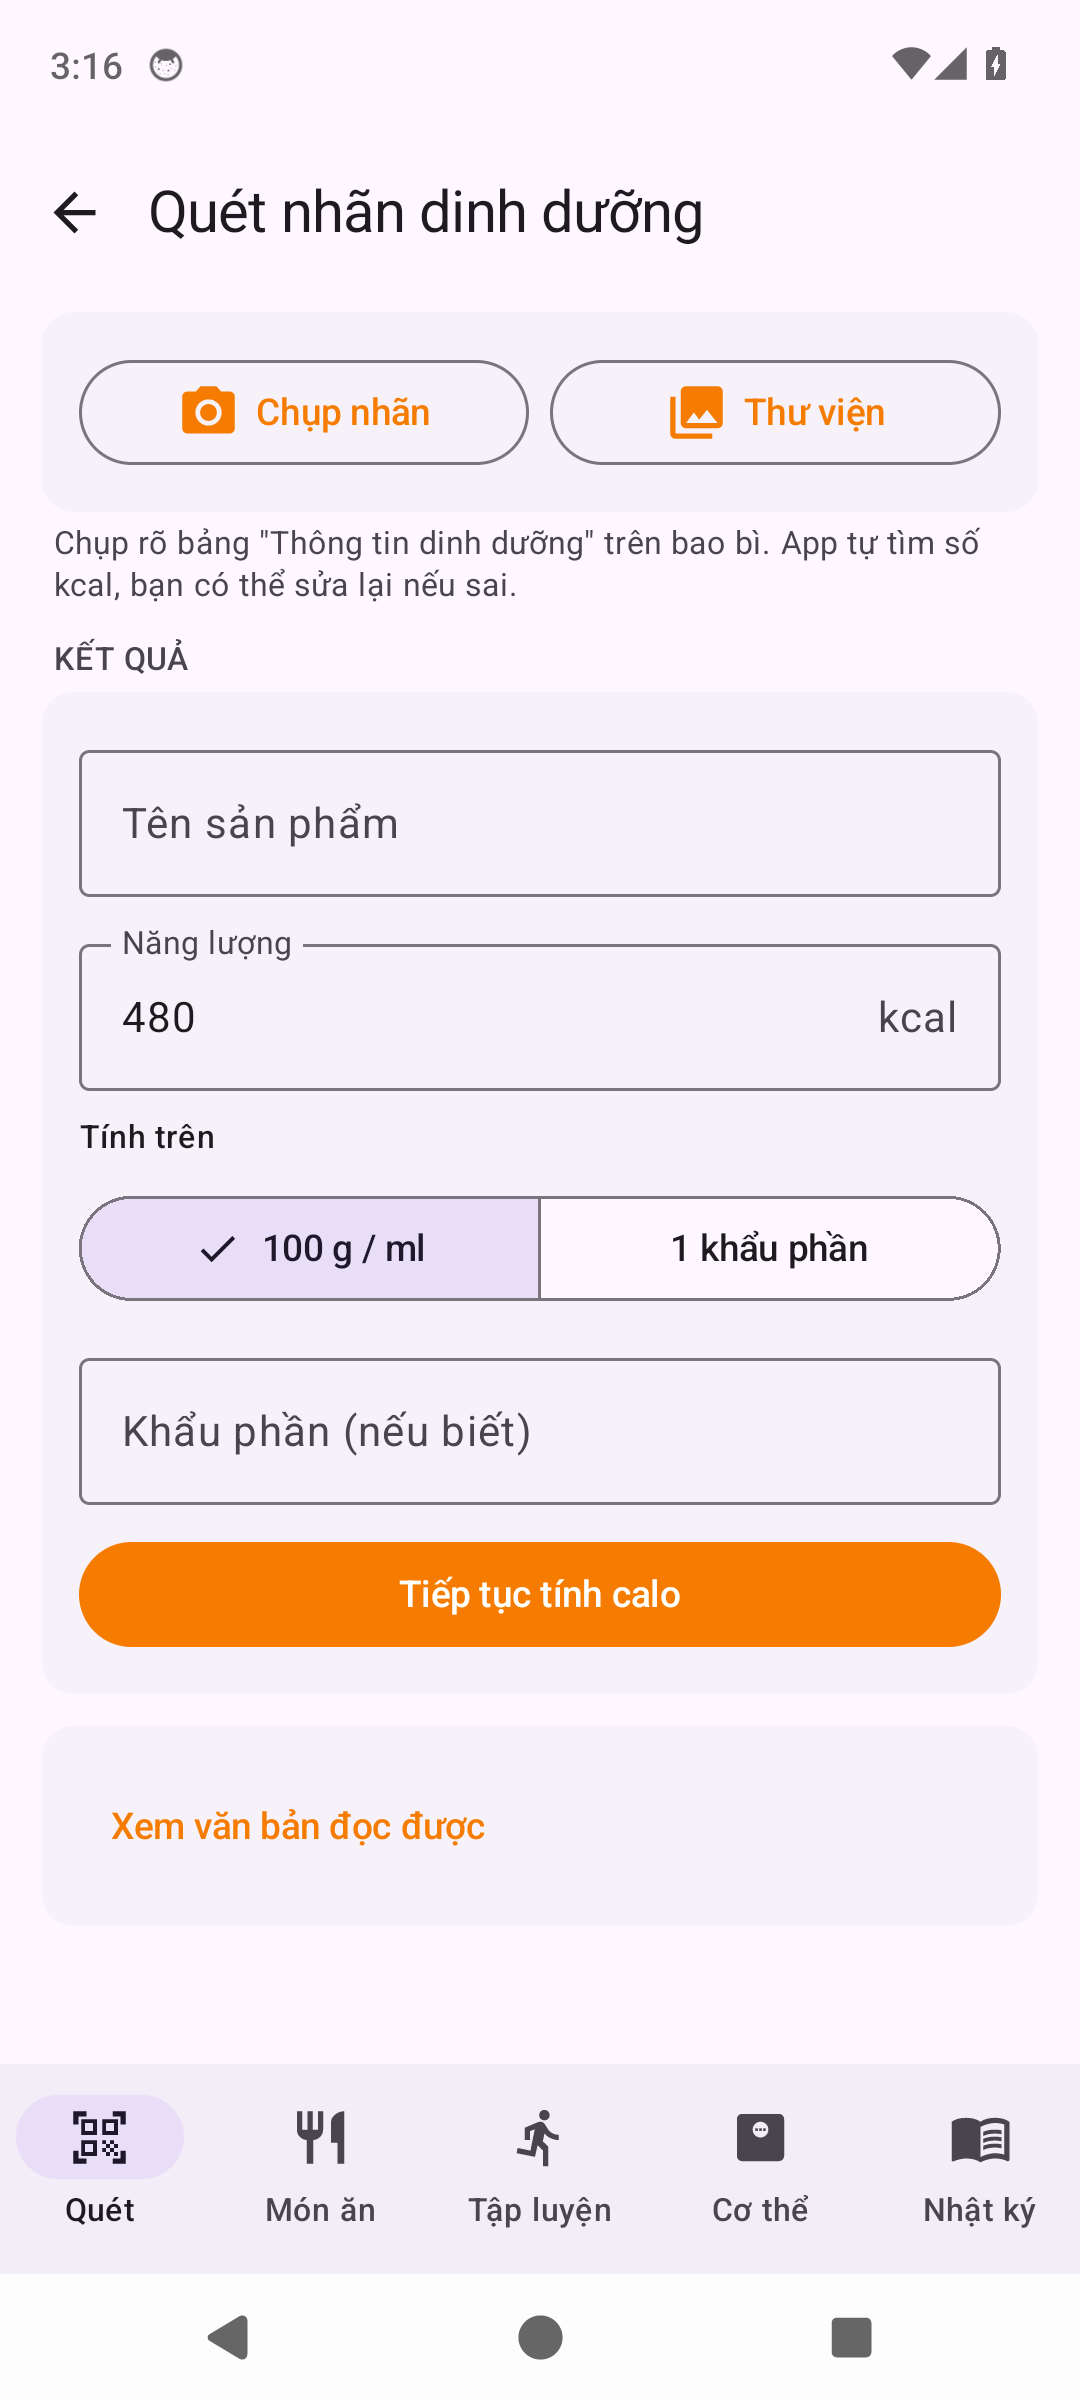 3:16
Quét nhãn dinh dưỡng
Chụp nhãn
Thư viện
Chụp rõ bảng "Thông tin dinh dưỡng" trên bao bì. App tự tìm số
kcal, bạn có thể sửa lại nếu sai.
KẾT QUẢ
Tên sản phẩm
Năng lượng
480 kcal
Tính trên
100 g / ml
1 khẩu phần
Khẩu phần (nếu biết)
Tiếp tục tính calo
Xem văn bản đọc được
Quét
Món ăn
Tập luyện
Cơ thể
Nhật ký